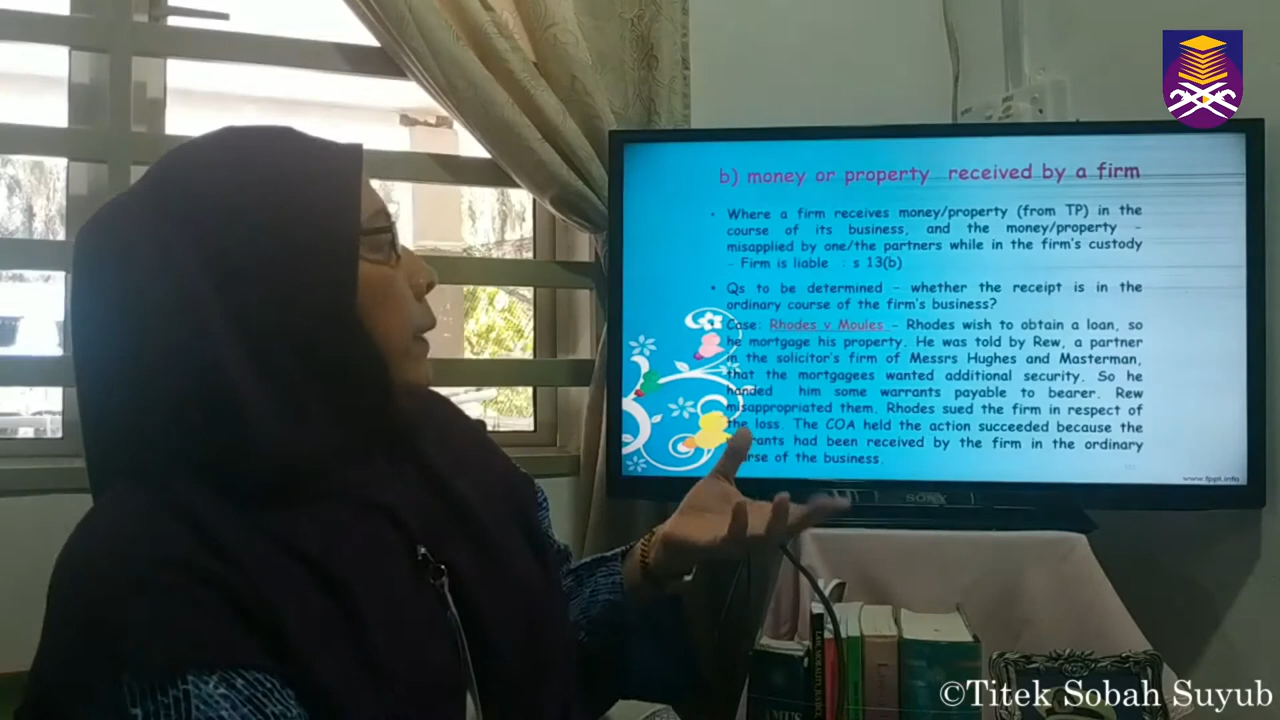 b) money or property received by a firm
• Where a firm receives money/property (from TP) in the
course of its business, and the money/property -
misapplied by one/the partners while in the firm's custody
- Firm is liable : s 13(b)
• Qs to be determined - whether the receipt is in the
ordinary course of the firm's business?
Case: Rhodes v Moules - Rhodes wish to obtain a loan, so
he mortgage his property. He was told by Rew, a partner
in the solicitor's firm of Messrs Hughes and Masterman,
that the mortgagees wanted additional security. So he
handed him some warrants payable to bearer. Rew
misappropriated them. Rhodes sued the firm in respect of
the loss. The COA held the action succeeded because the
rants had been received by the firm in the ordinary
rse of the business.
www.fppt.info
SONY
©Titek Sobah Suyub